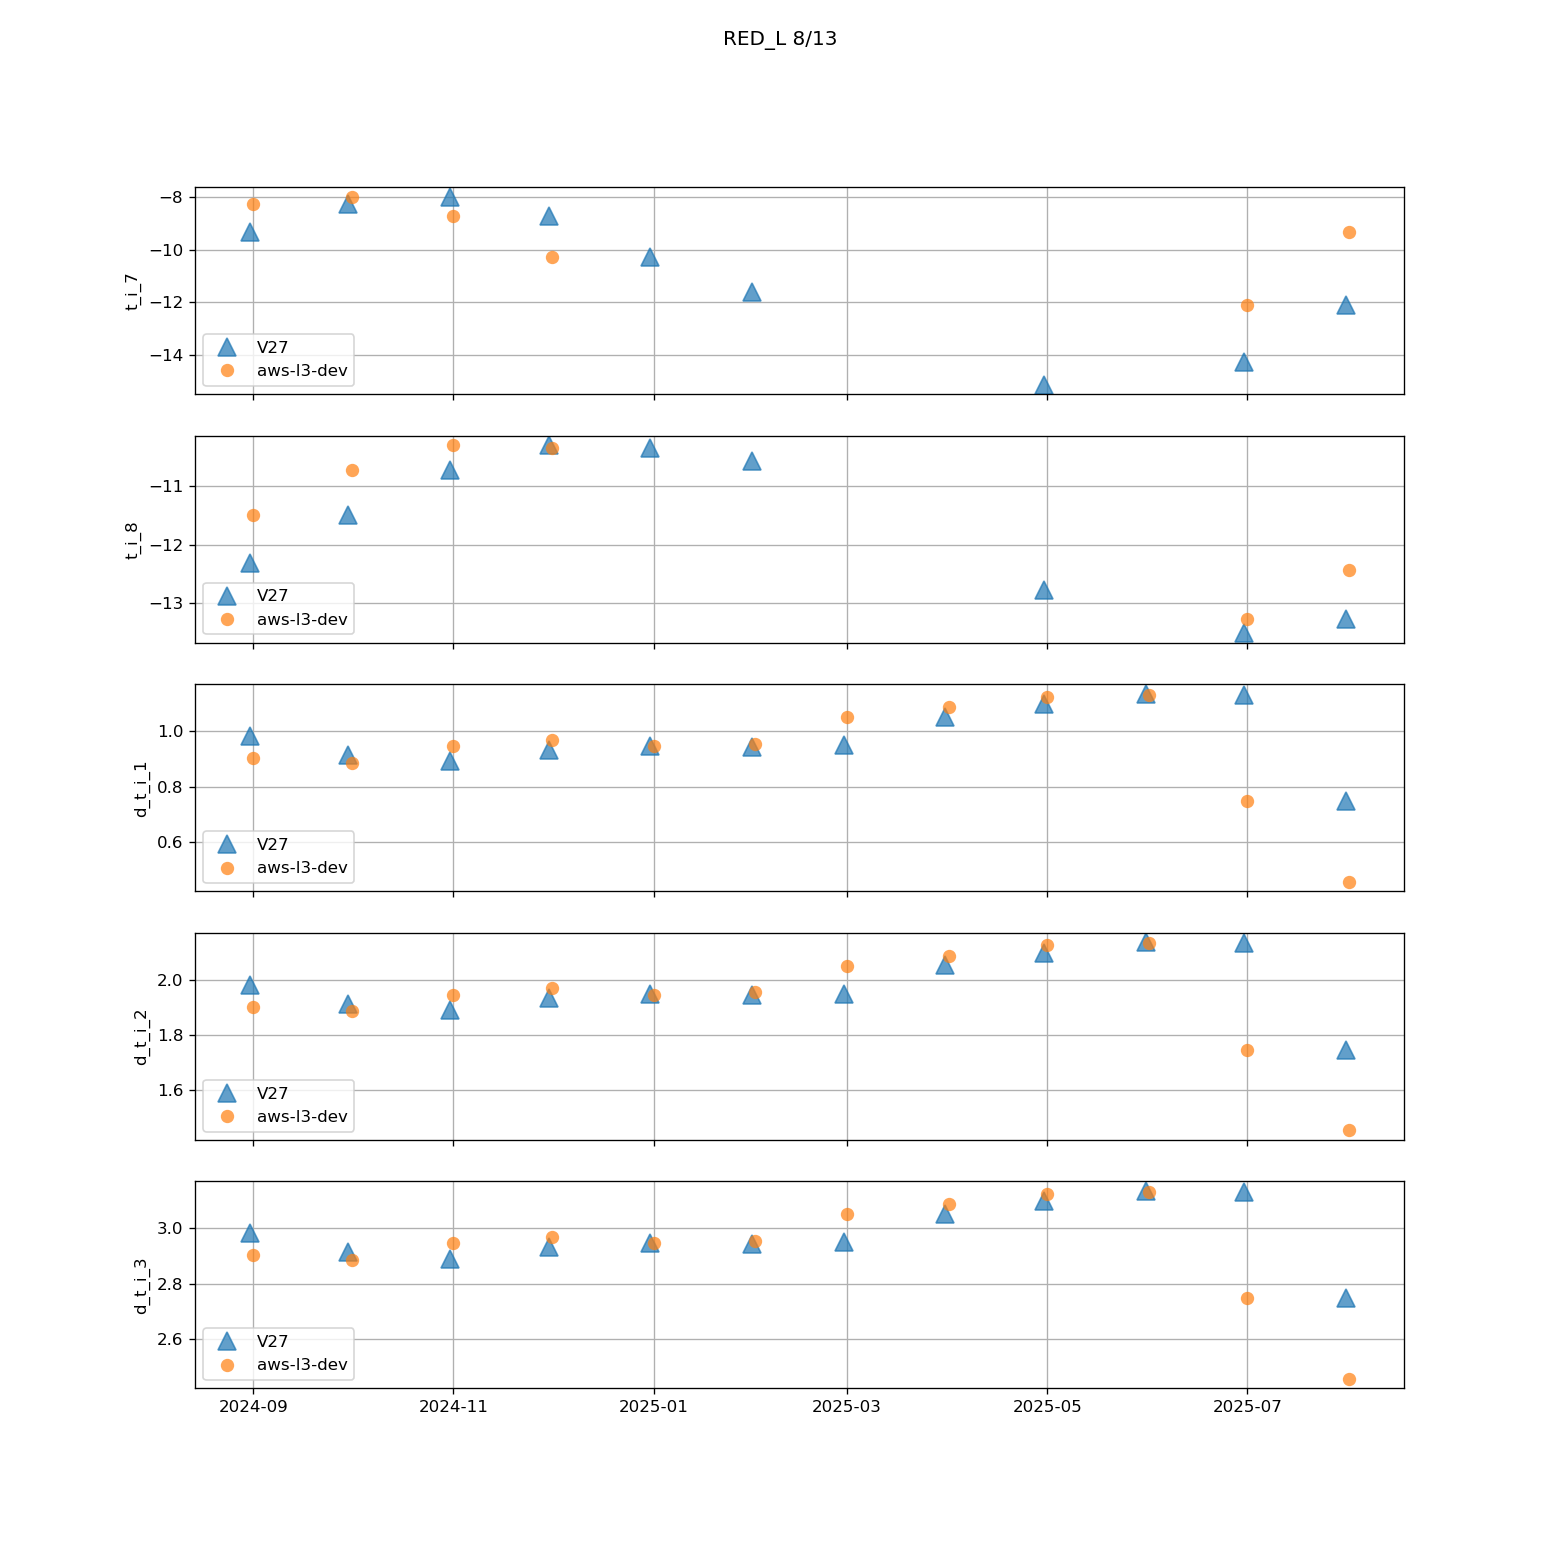 RED_L 8/13
−8
−10
−12
−14
t_i_7
V27
aws-l3-dev
−11
−12
−13
t_i_8
V27
aws-l3-dev
1.0
0.8
0.6
d_t_i_1
V27
aws-l3-dev
2.0
1.8
1.6
d_t_i_2
V27
aws-l3-dev
3.0
2.8
2.6
d_t_i_3
V27
aws-l3-dev
2024-09 2024-11 2025-01 2025-03 2025-05 2025-07